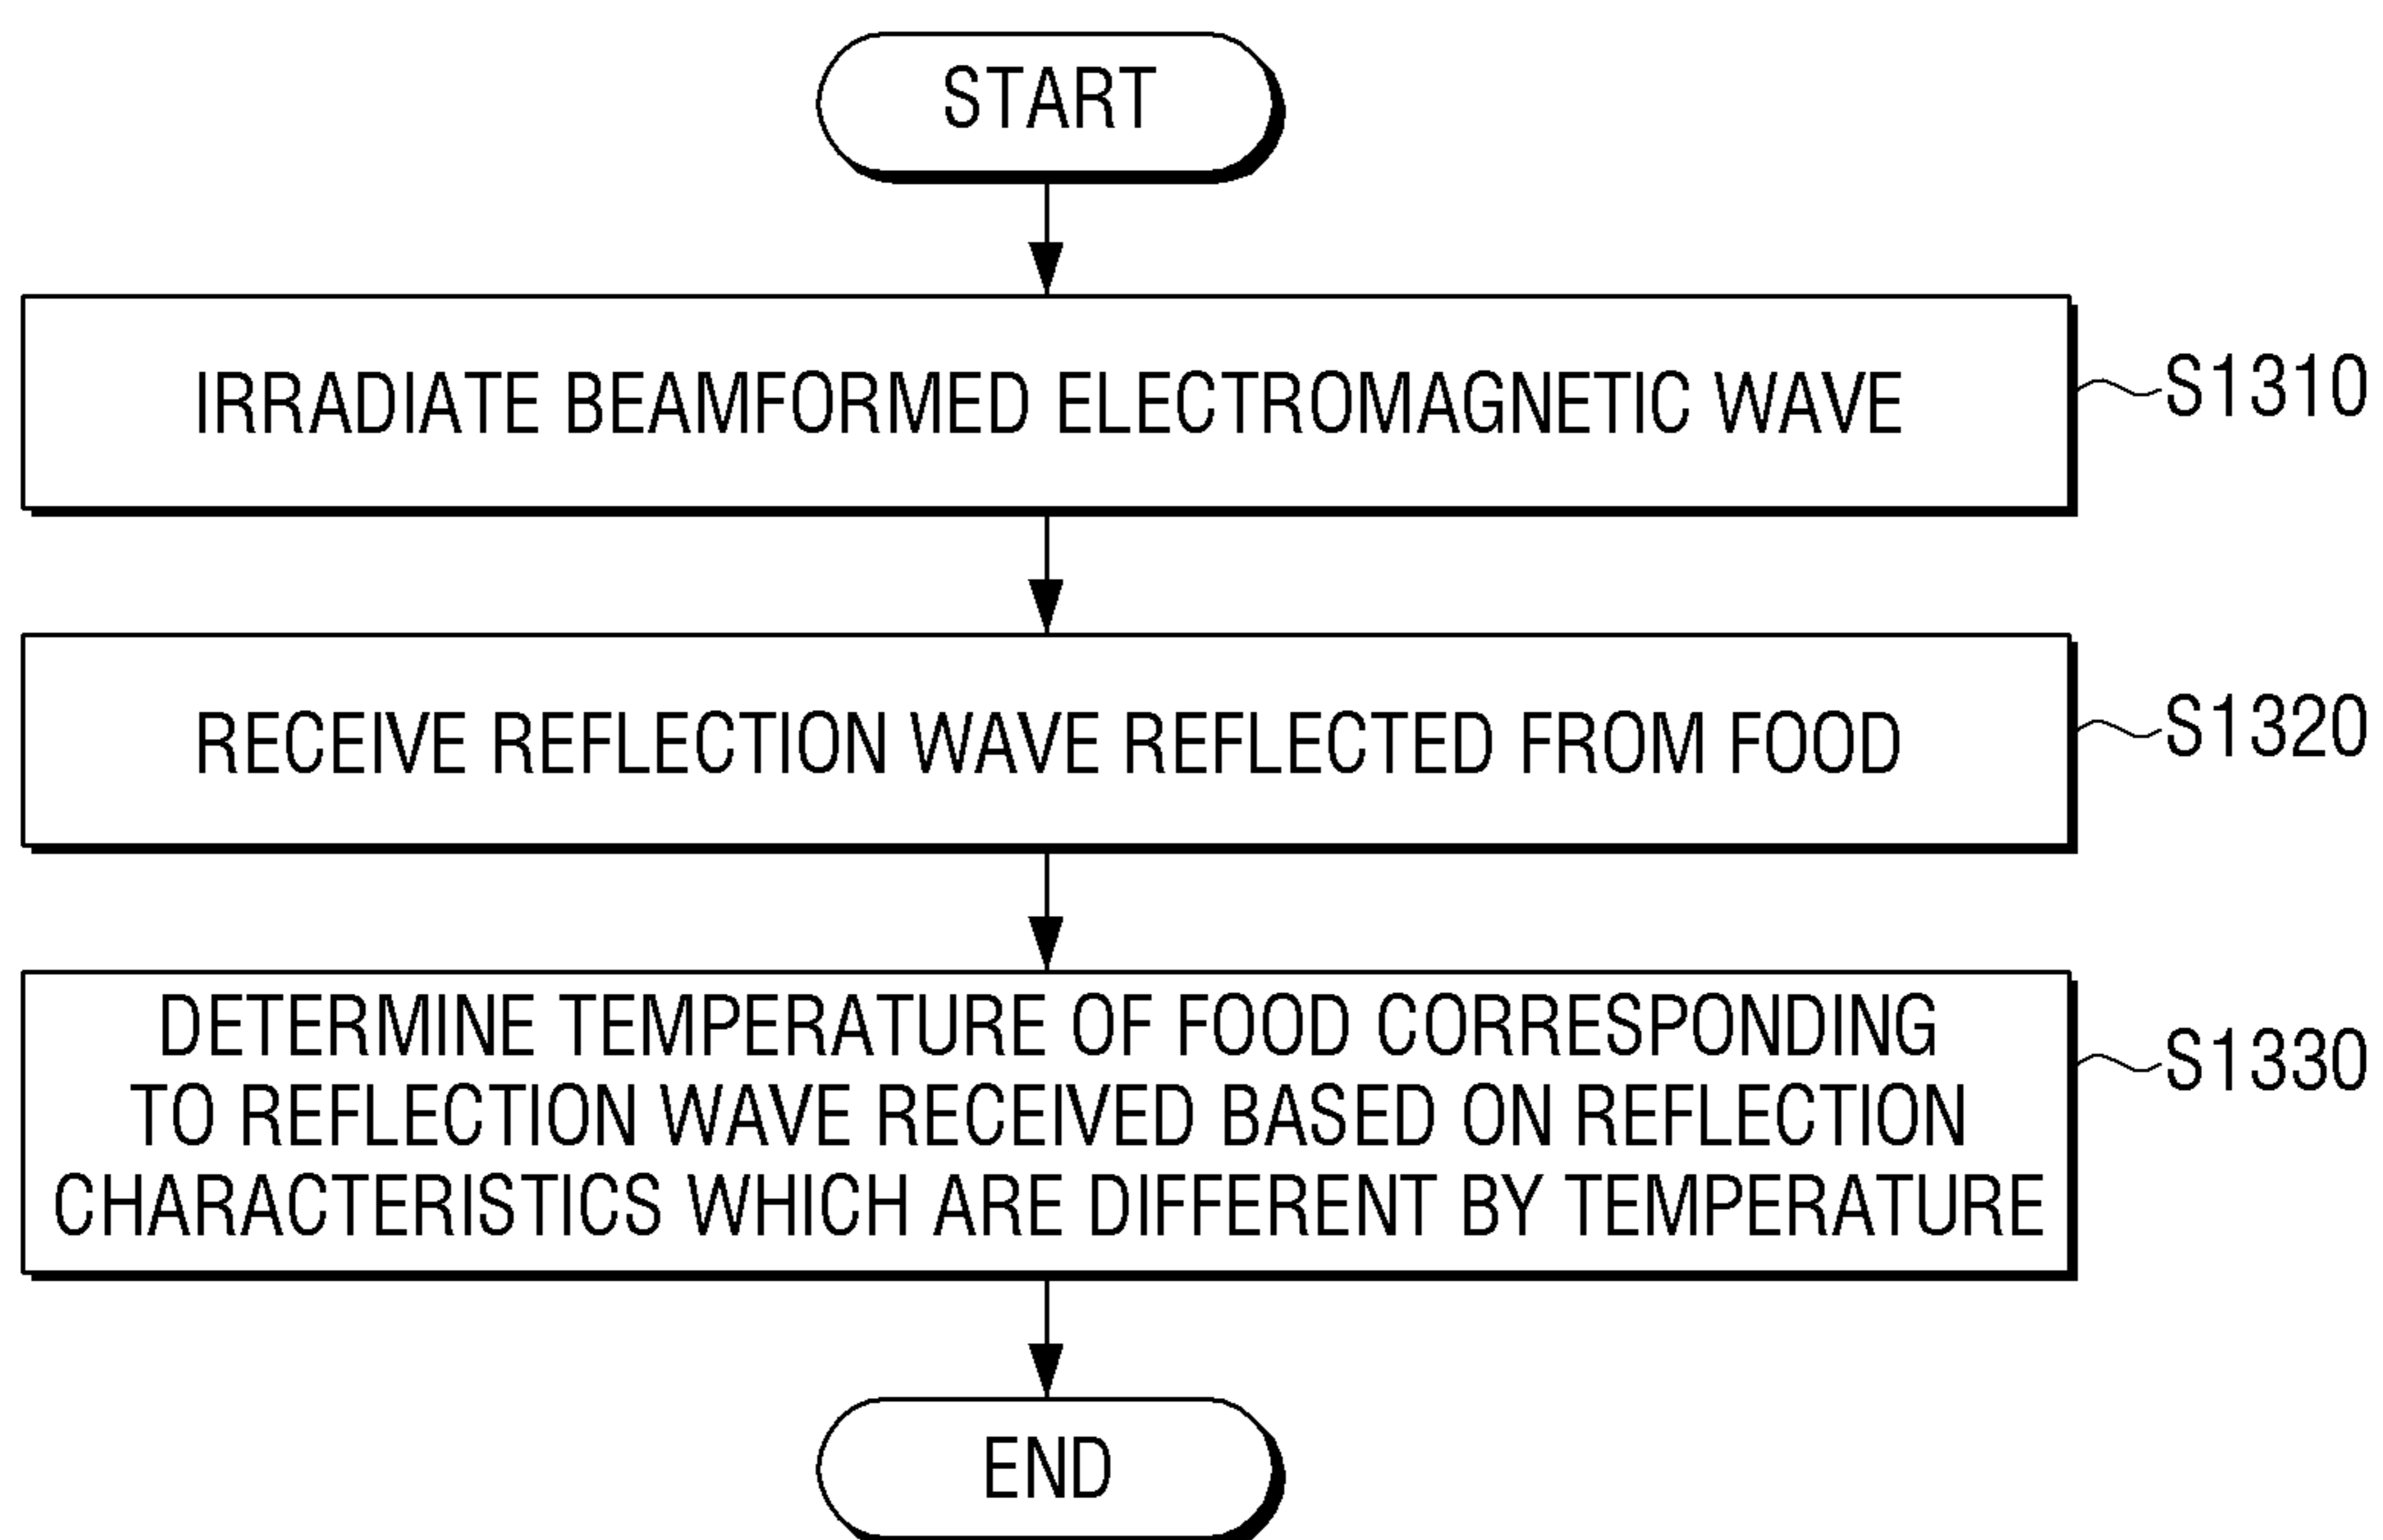 START
IRRADIATE BEAMFORMED ELECTROMAGNETIC WAVE
S1310
RECEIVE REFLECTION WAVE REFLECTED FROM FOOD
S1320
DETERMINE TEMPERATURE OF FOOD CORRESPONDING
TO REFLECTION WAVE RECEIVED BASED ON REFLECTION
CHARACTERISTICS WHICH ARE DIFFERENT BY TEMPERATURE
S1330
END